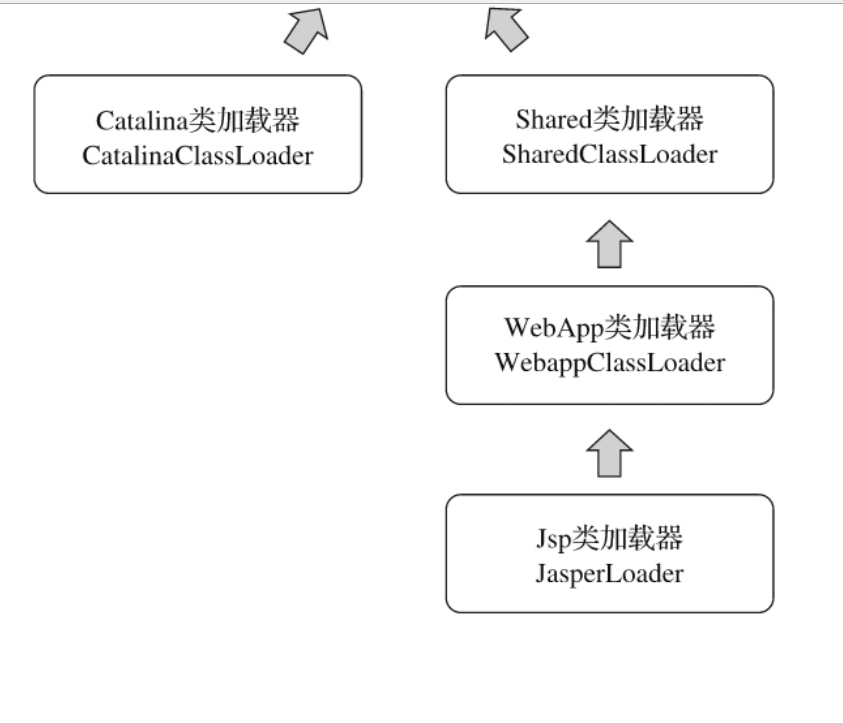 Catalina类加载器
CatalinaClassLoader
Shared类加载器
SharedClassLoader
WebApp类加载器
WebappClassLoader
Jsp类加载器
JasperLoader